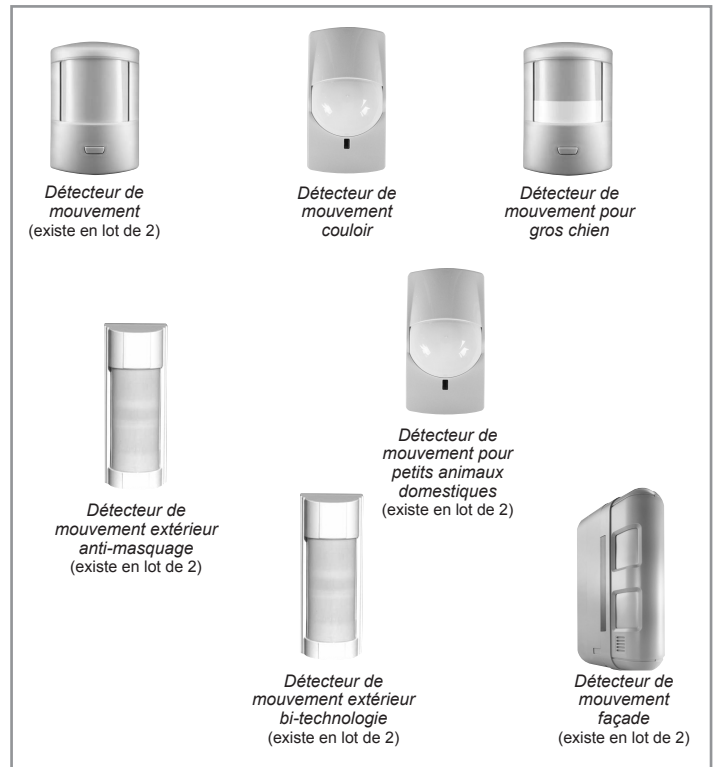 Détecteur de
mouvement
(existe en lot de 2)
Détecteur de
mouvement
couloir
Détecteur de
mouvement pour
gros chien
Détecteur de
mouvement pour
petits animaux
domestiques
(existe en lot de 2)
Détecteur de
mouvement extérieur
anti-masquage
(existe en lot de 2)
Détecteur de
mouvement extérieur
bi-technologie
(existe en lot de 2)
Détecteur de
mouvement
façade
(existe en lot de 2)